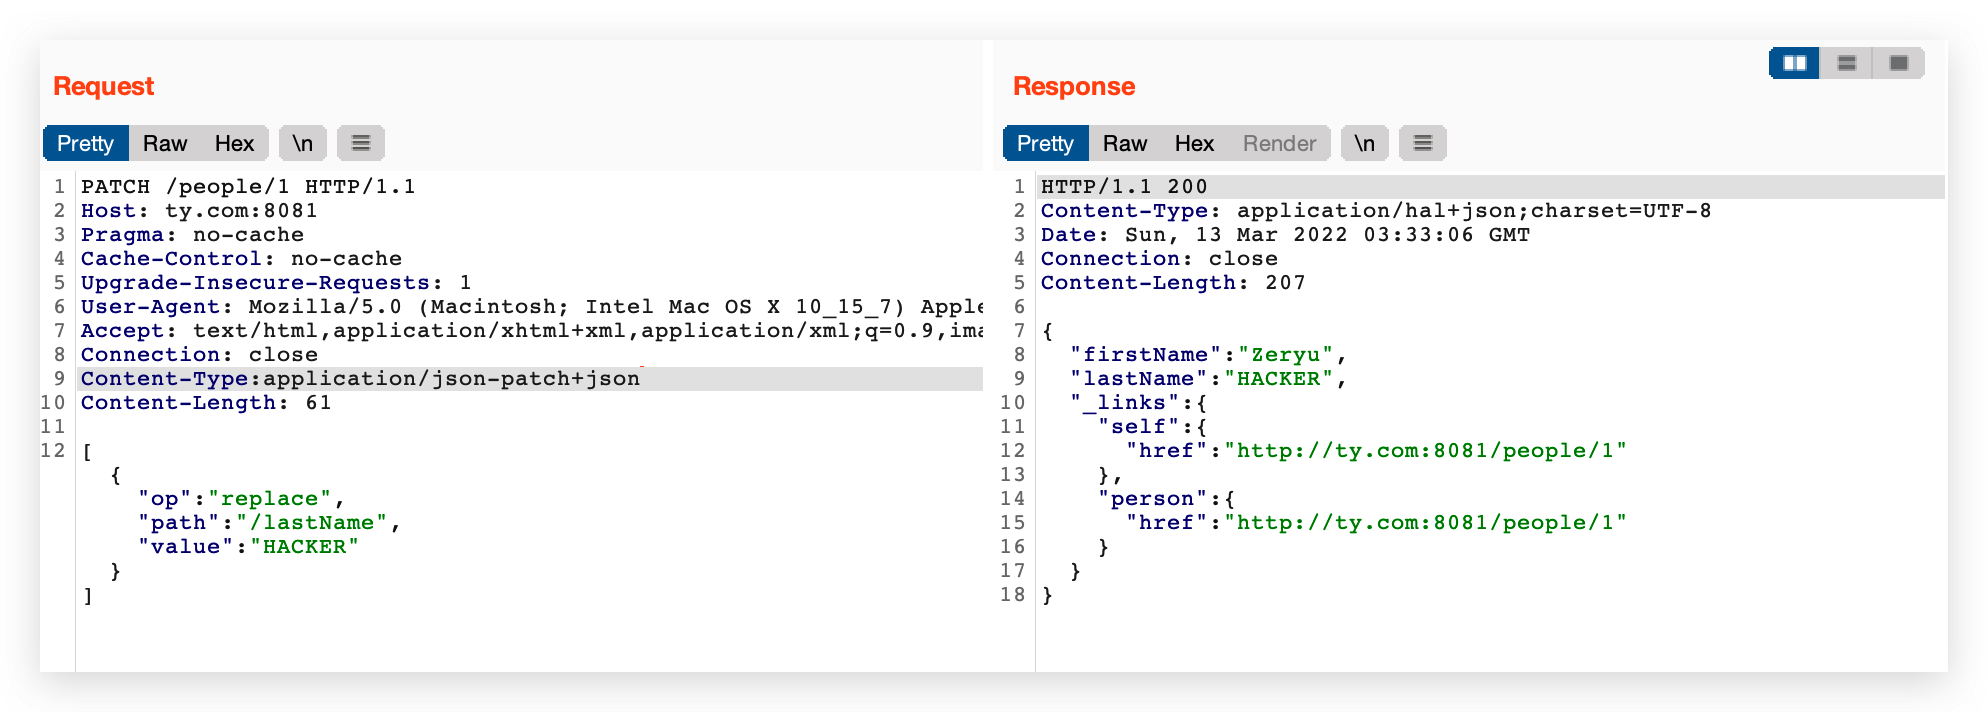 Request
Pretty Raw Hex \n
1 PATCH /people/1 HTTP/1.1
2 Host: ty.com:8081
3 Pragma: no-cache
4 Cache-Control: no-cache
5 Upgrade-Insecure-Requests: 1
6 User-Agent: Mozilla/5.0 (Macintosh; Intel Mac OS X 10_15_7) Apple
7 Accept: text/html,application/xhtml+xml,application/xml;q=0.9,ima
8 Connection: close
9 Content-Type:application/json-patch+json
10 Content-Length: 61
11
12 [
{
"op":"replace",
"path":"/lastName",
"value":"HACKER"
}
]
Response
Pretty Raw Hex Render \n
1 HTTP/1.1 200
2 Content-Type: application/hal+json;charset=UTF-8
3 Date: Sun, 13 Mar 2022 03:33:06 GMT
4 Connection: close
5 Content-Length: 207
6
7 {
8 "firstName":"Zeryu",
9 "lastName":"HACKER",
10 "_links":{
11 "self":{
12 "href":"http://ty.com:8081/people/1"
13 },
14 "person":{
15 "href":"http://ty.com:8081/people/1"
16 }
17 }
18 }